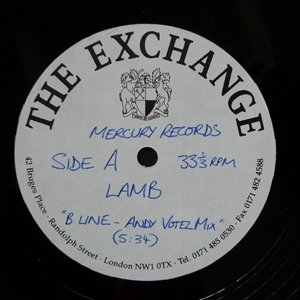 THE EXCHANGE
MERCURY RECORDS
SIDE A 33⅓ RPM
LAMB
"B LINE - ANDY VOTEL MIX"
(5:34)
42 Bruges Place · Randolph Street · London NW1 0TX · Tel 0171 485 0530 · Fax 0171 482 4588